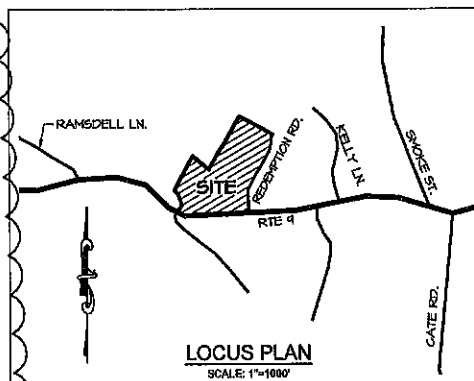 RAMSDELL LN.
SITE
REDEMPTION RD.
KELLY LN.
SMOKE ST.
RTE 9
CATE RD.
LOCUS PLAN
SCALE: 1"=1000'